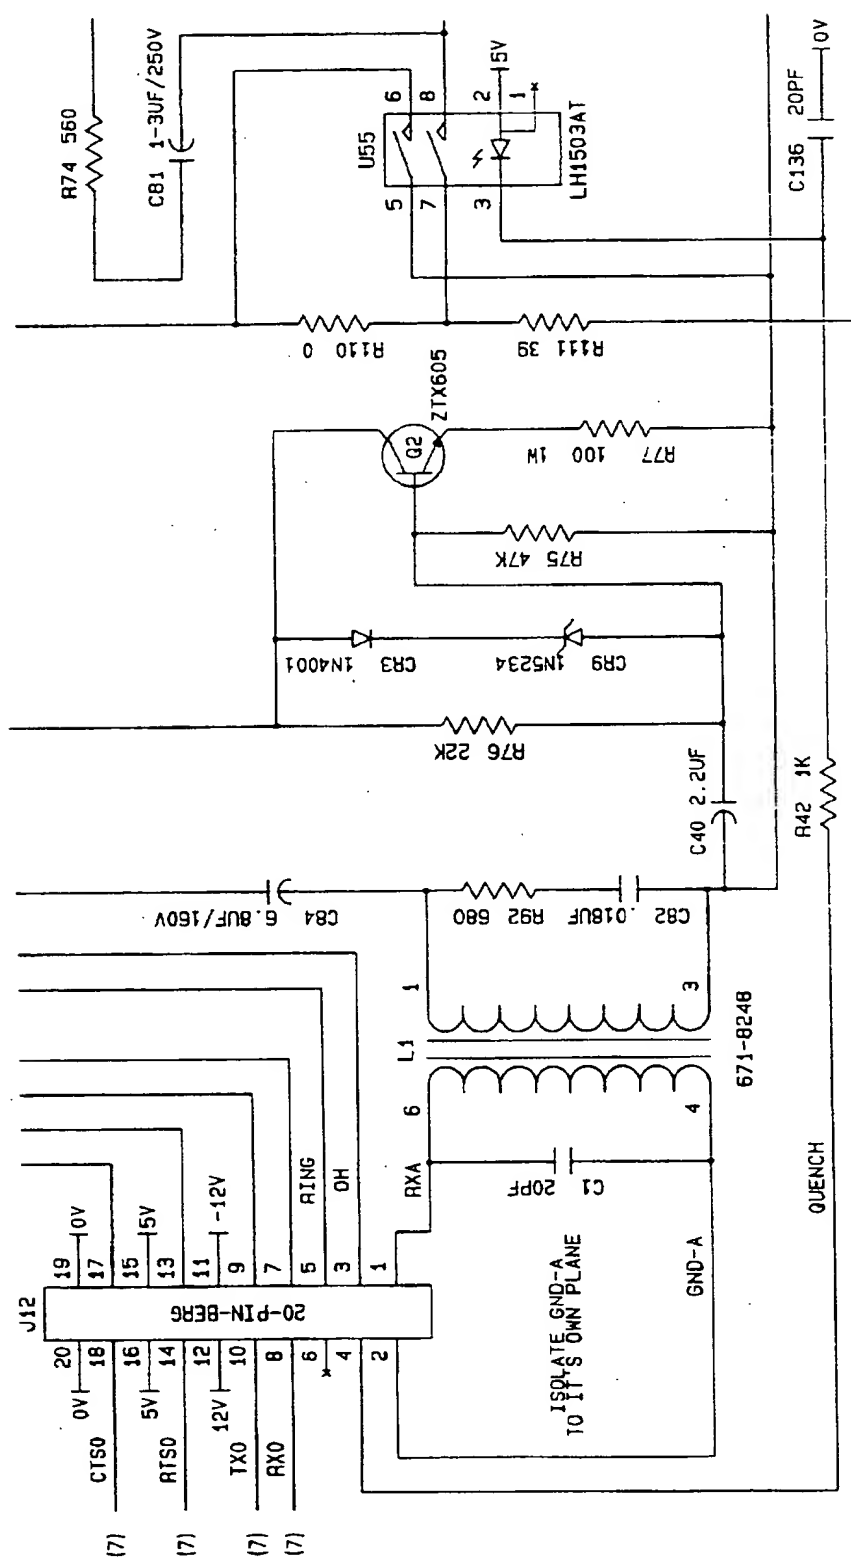 R74 560
C81 1-3UF/250V
U55
6
8
2
1
5V
5
7
3
LH1503AT
C136 20PF
0V
R110 0
R111 39
Q2
ZTX605
R77 100 1W
R75 47K
1N4001
CR3
1N5234
CR9
R76 22K
C40 2.2UF
R42 1K
C84 6.8UF/160V
R92 680
C82 .018UF
1
3
L1
671-8248
6
4
RXA
C1
20PF
GND-A
ISOLATE GND-A
TO IT'S OWN PLANE
QUENCH
J12
20-PIN-BERG
19
17
15
13
11
9
7
5
3
1
0V
5V
-12V
RING
OH
20
18
16
14
12
10
8
6
4
2
0V
CTS0
5V
RTS0
12V
TX0
RX0
(7)
(7)
(7)
(7)